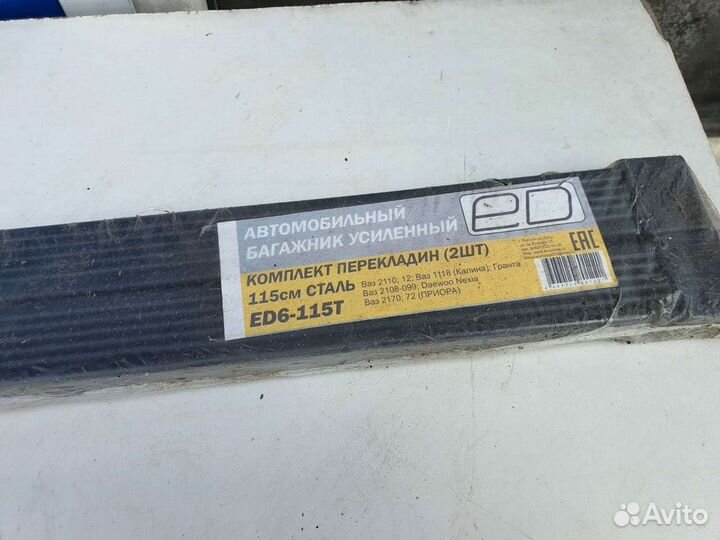 АВТОМОБИЛЬНЫЙ
БАГАЖНИК УСИЛЕННЫЙ
ED
КОМПЛЕКТ ПЕРЕКЛАДИН (2ШТ)
115см СТАЛЬ
ED6-115T
Ваз 2110; 12; Ваз 1118 (Калина); Гранта
Ваз 2108-099; Daewoo Nexia,
Ваз 2170; 72 (ПРИОРА)
EAC
Avito